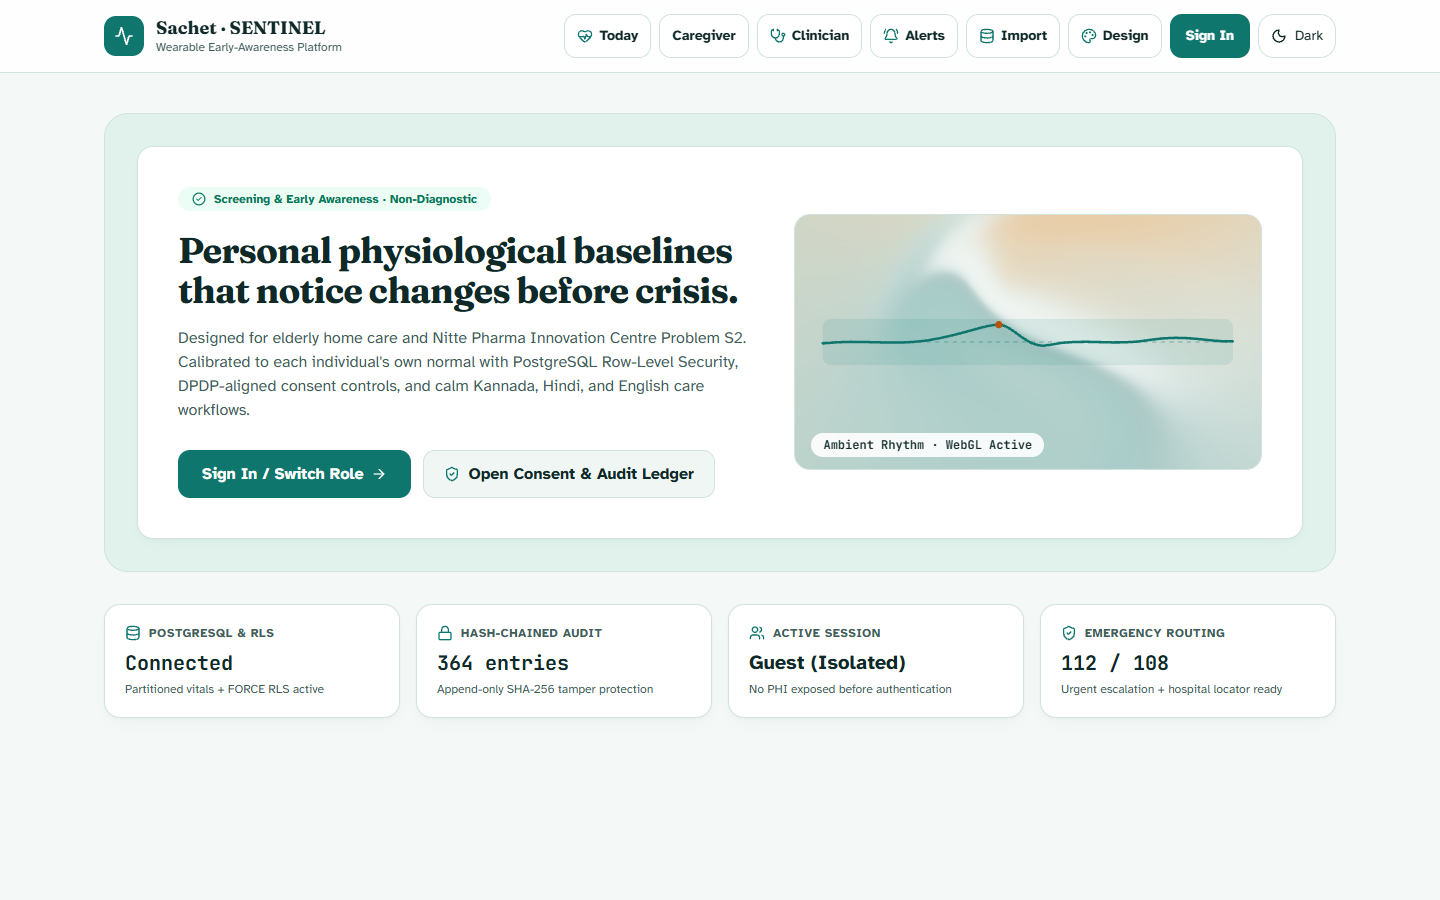 Sachet · SENTINEL
Wearable Early-Awareness Platform
Today
Caregiver
Clinician
Alerts
Import
Design
Sign In
Dark
Screening & Early Awareness · Non-Diagnostic
Personal physiological baselines
that notice changes before crisis.
Designed for elderly home care and Nitte Pharma Innovation Centre Problem S2.
Calibrated to each individual's own normal with PostgreSQL Row-Level Security,
DPDP-aligned consent controls, and calm Kannada, Hindi, and English care
workflows.
Sign In / Switch Role
Open Consent & Audit Ledger
Ambient Rhythm · WebGL Active
POSTGRESQL & RLS
Connected
Partitioned vitals + FORCE RLS active
HASH-CHAINED AUDIT
364 entries
Append-only SHA-256 tamper protection
ACTIVE SESSION
Guest (Isolated)
No PHI exposed before authentication
EMERGENCY ROUTING
112 / 108
Urgent escalation + hospital locator ready